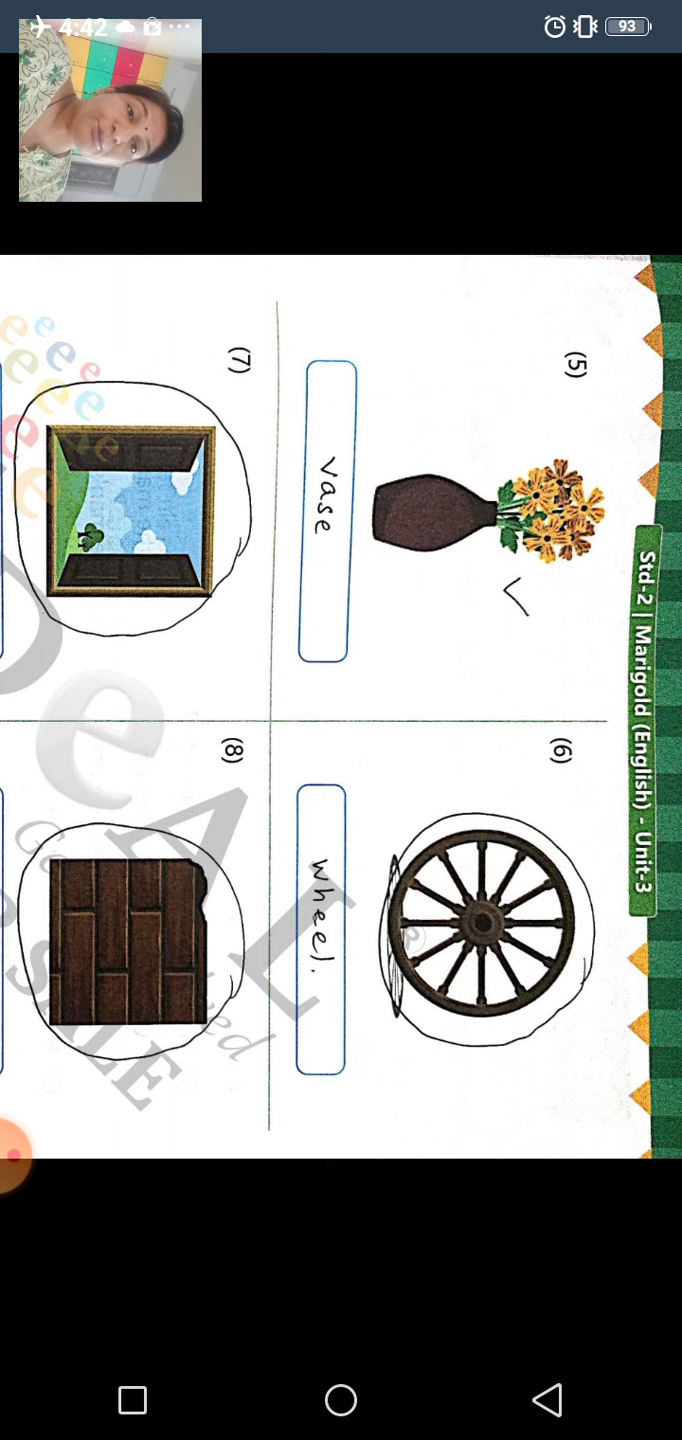 4:42
93
Std-2 | Marigold (English) - Unit-3
(5)
vase
(6)
wheel.
(7)
(8)